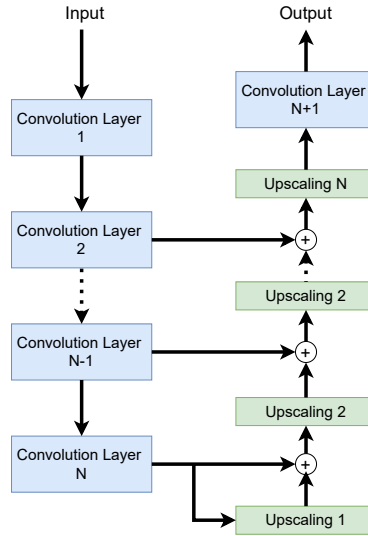 Input
Output
Convolution Layer
1
Convolution Layer
N+1
Upscaling N
Convolution Layer
2
+
Upscaling 2
Convolution Layer
N-1
+
Upscaling 2
Convolution Layer
N
+
Upscaling 1